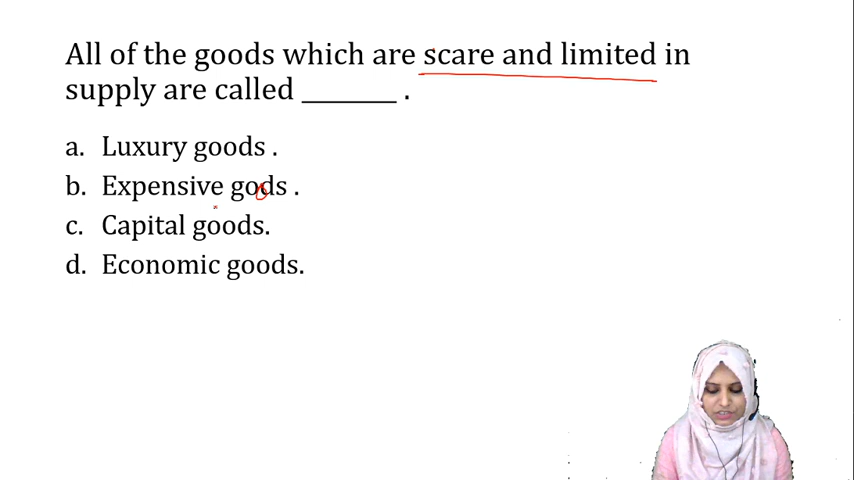 All of the goods which are scare and limited in
supply are called ________ .
a. Luxury goods .
b. Expensive gods .
c. Capital goods.
d. Economic goods.